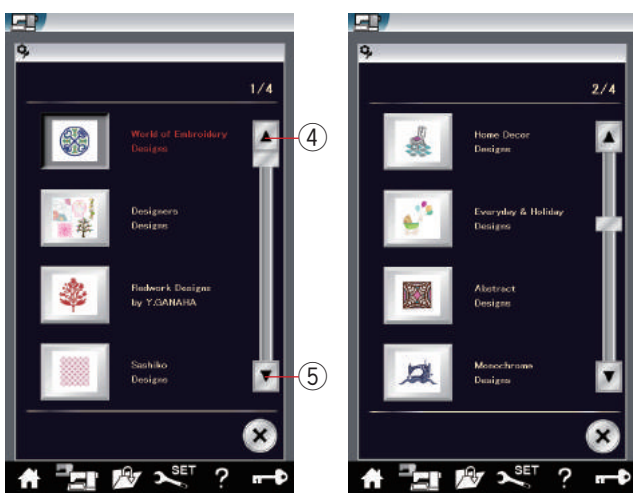 1/4
World of Embroidery
Designs
Designers
Designs
Redwork Designs
by Y.GANAHA
Sashiko
Designs
SET
?
④
⑤
2/4
Home Decor
Designs
Everyday & Holiday
Designs
Abstract
Designs
Monochrome
Designs
SET
?